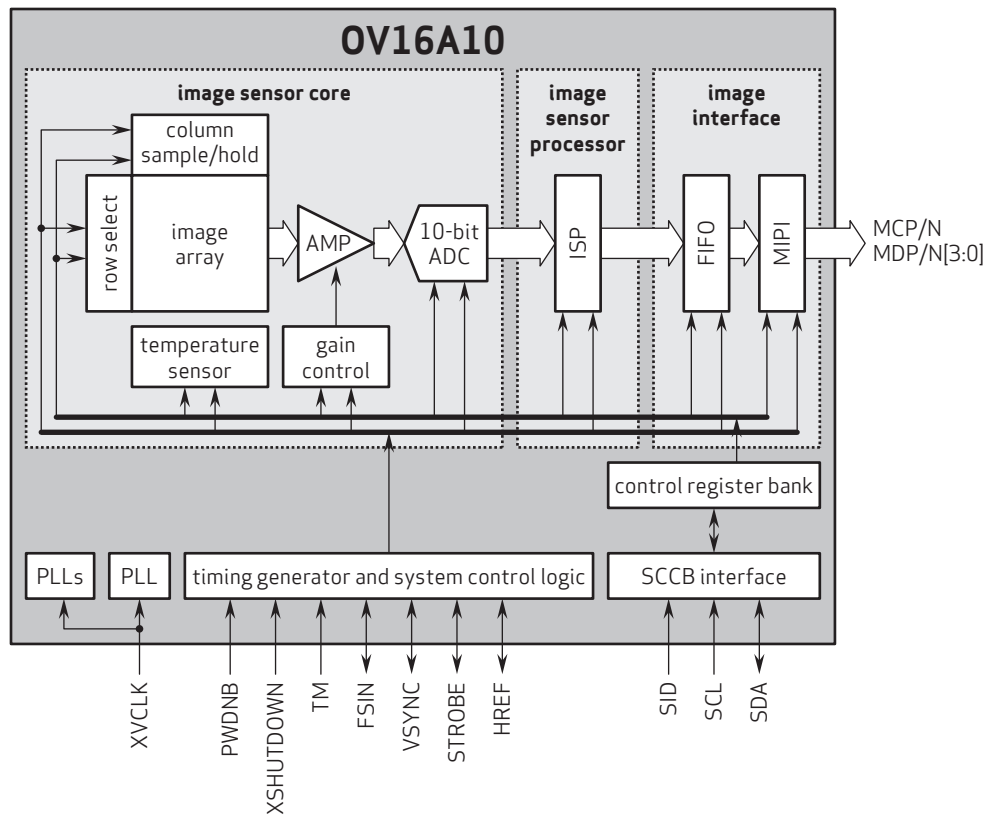 OV16A10
image sensor core
image
sensor
processor
image
interface
column
sample/hold
row select
image
array
AMP
10-bit
ADC
ISP
FIFO
MIPI
MCP/N
MDP/N[3:0]
temperature
sensor
gain
control
control register bank
PLLs
PLL
timing generator and system control logic
SCCB interface
XVCLK
PWDNB
XSHUTDOWN
TM
FSIN
VSYNC
STROBE
HREF
SID
SCL
SDA